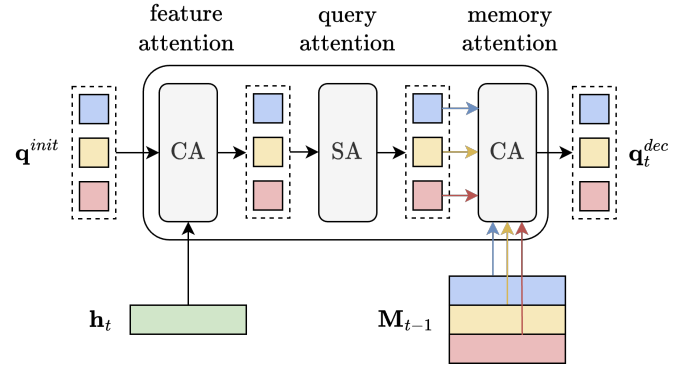 feature
attention
query
attention
memory
attention
q^{init}
CA
SA
CA
q_t^{dec}
h_t
M_{t−1}